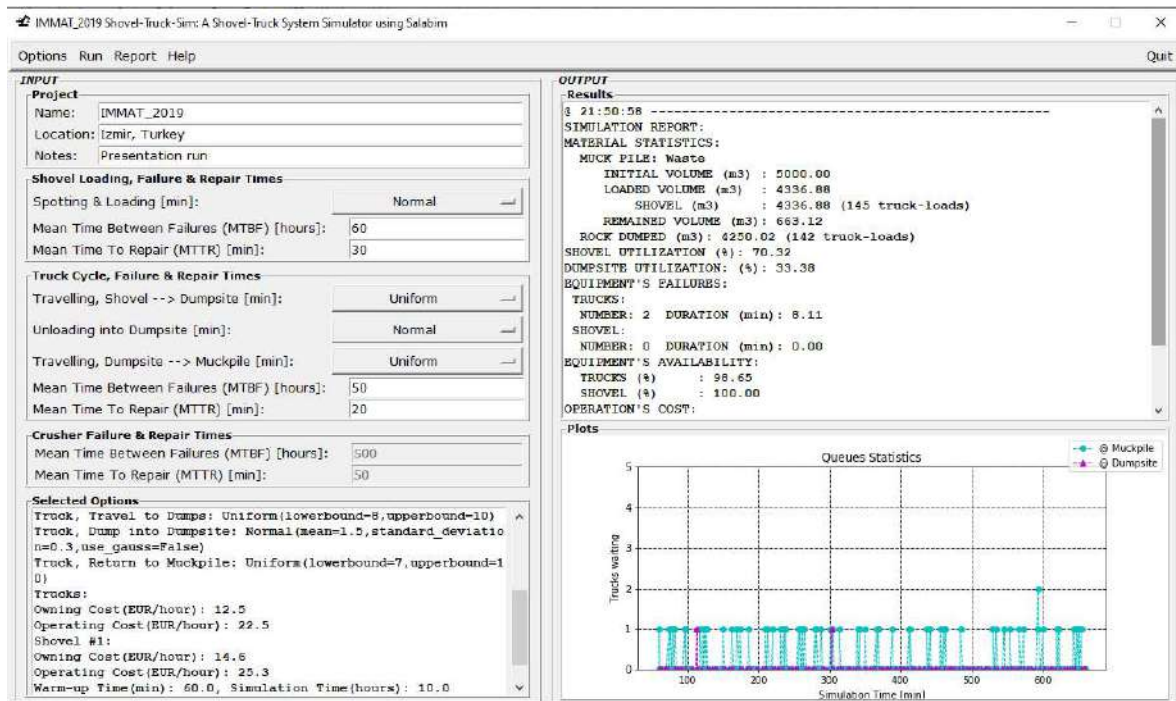 IMMAT_2019 Shovel-Truck-Sim: A Shovel-Truck System Simulator using Salabim
Options Run Report Help Quit
INPUT
Project
Name: IMMAT_2019
Location: Izmir, Turkey
Notes: Presentation run
Shovel Loading, Failure & Repair Times
Spotting & Loading [min]: Normal
Mean Time Between Failures (MTBF) [hours]: 60
Mean Time To Repair (MTTR) [min]: 30
Truck Cycle, Failure & Repair Times
Travelling, Shovel --> Dumpsite [min]: Uniform
Unloading into Dumpsite [min]: Normal
Travelling, Dumpsite --> Muckpile [min]: Uniform
Mean Time Between Failures (MTBF) [hours]: 50
Mean Time To Repair (MTTR) [min]: 20
Crusher Failure & Repair Times
Mean Time Between Failures (MTBF) [hours]: 500
Mean Time To Repair (MTTR) [min]: 50
Selected Options
Truck, Travel to Dumps: Uniform(lowerbound=8,upperbound=10)
Truck, Dump into Dumpsite: Normal(mean=1.5,standard_deviatio
n=0.3,use_gauss=False)
Truck, Return to Muckpile: Uniform(lowerbound=7,upperbound=1
0)
Trucks:
Owning Cost(EUR/hour): 12.5
Operating Cost(EUR/hour): 22.5
Shovel #1:
Owning Cost(EUR/hour): 14.6
Operating Cost(EUR/hour): 25.3
Warm-up Time(min): 60.0, Simulation Time(hours): 10.0
OUTPUT
Results
@ 21:50:58 ----------------------------------------------------
SIMULATION REPORT:
MATERIAL STATISTICS:
MUCK PILE: Waste
INITIAL VOLUME (m3) : 5000.00
LOADED VOLUME (m3) : 4336.88
SHOVEL (m3) : 4336.88 (145 truck-loads)
REMAINED VOLUME (m3): 663.12
ROCK DUMPED (m3): 4250.02 (142 truck-loads)
SHOVEL UTILIZATION (%): 70.32
DUMPSITE UTILIZATION: (%): 33.38
EQUIPMENT'S FAILURES:
TRUCKS:
NUMBER: 2 DURATION (min): 8.11
SHOVEL:
NUMBER: 0 DURATION (min): 0.00
EQUIPMENT'S AVAILABILITY:
TRUCKS (%) : 98.65
SHOVEL (%) : 100.00
OPERATION'S COST:
Plots
Queues Statistics
@ Muckpile
@ Dumpsite
Trucks waiting
5
4
3
2
1
0
100 200 300 400 500 600
Simulation Time [min]